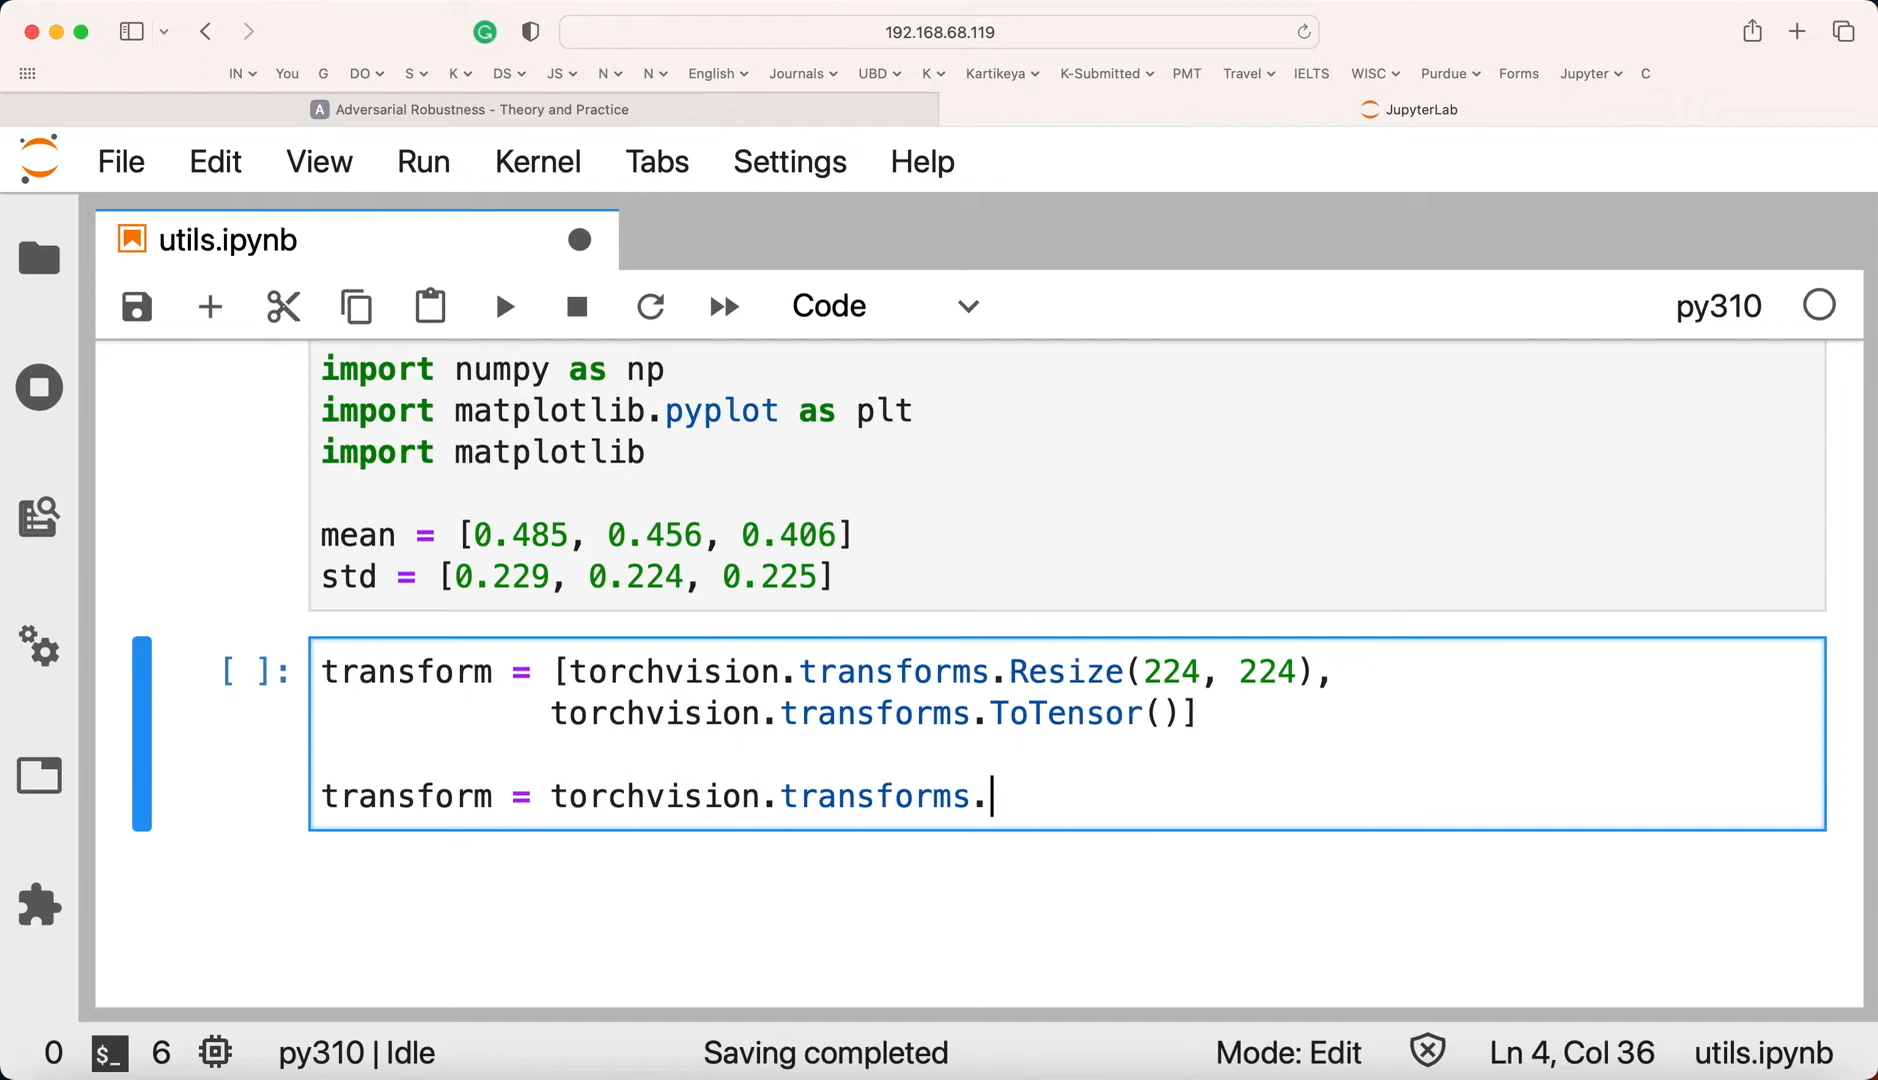 192.168.68.119
IN You G DO S K DS JS N N English Journals UBD K Kartikeya K-Submitted PMT Travel IELTS WISC Purdue Forms Jupyter C
A Adversarial Robustness - Theory and Practice
JupyterLab
File Edit View Run Kernel Tabs Settings Help
utils.ipynb
Code
py310
import numpy as np
import matplotlib.pyplot as plt
import matplotlib
mean = [0.485, 0.456, 0.406]
std = [0.229, 0.224, 0.225]
[ ]: transform = [torchvision.transforms.Resize(224, 224),
torchvision.transforms.ToTensor()]
transform = torchvision.transforms.
0 $_ 6 py310 | Idle Saving completed Mode: Edit Ln 4, Col 36 utils.ipynb